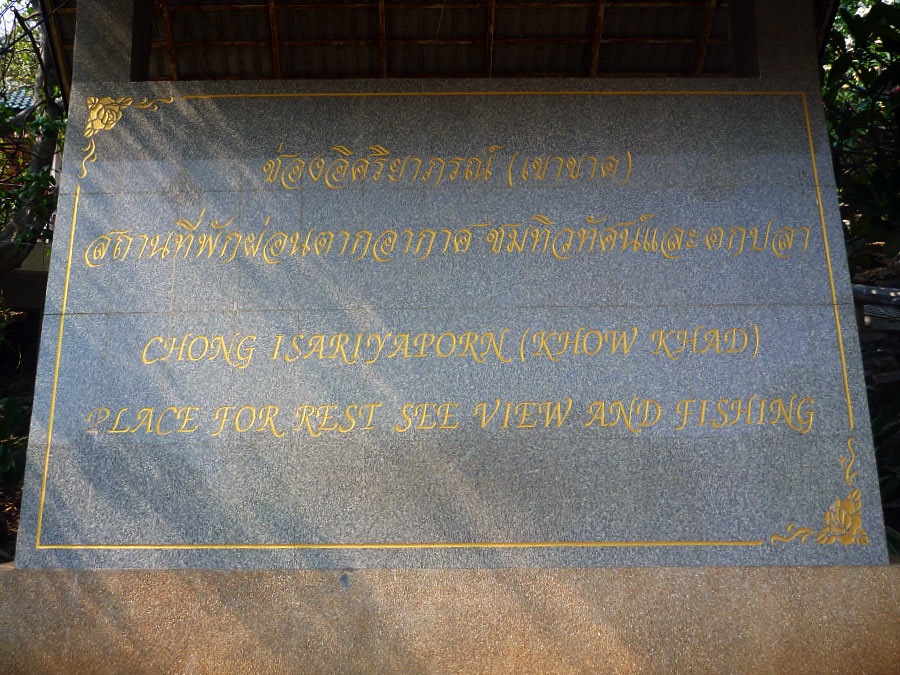 ช่องอิศริยาภรณ์ (เขาขาด)
สถานที่พักผ่อนตากอากาศ ชมทิวทัศน์และตกปลา
CHONG ISARIYAPORN (KHOW KHAD)
PLACE FOR REST SEE VIEW AND FISHING